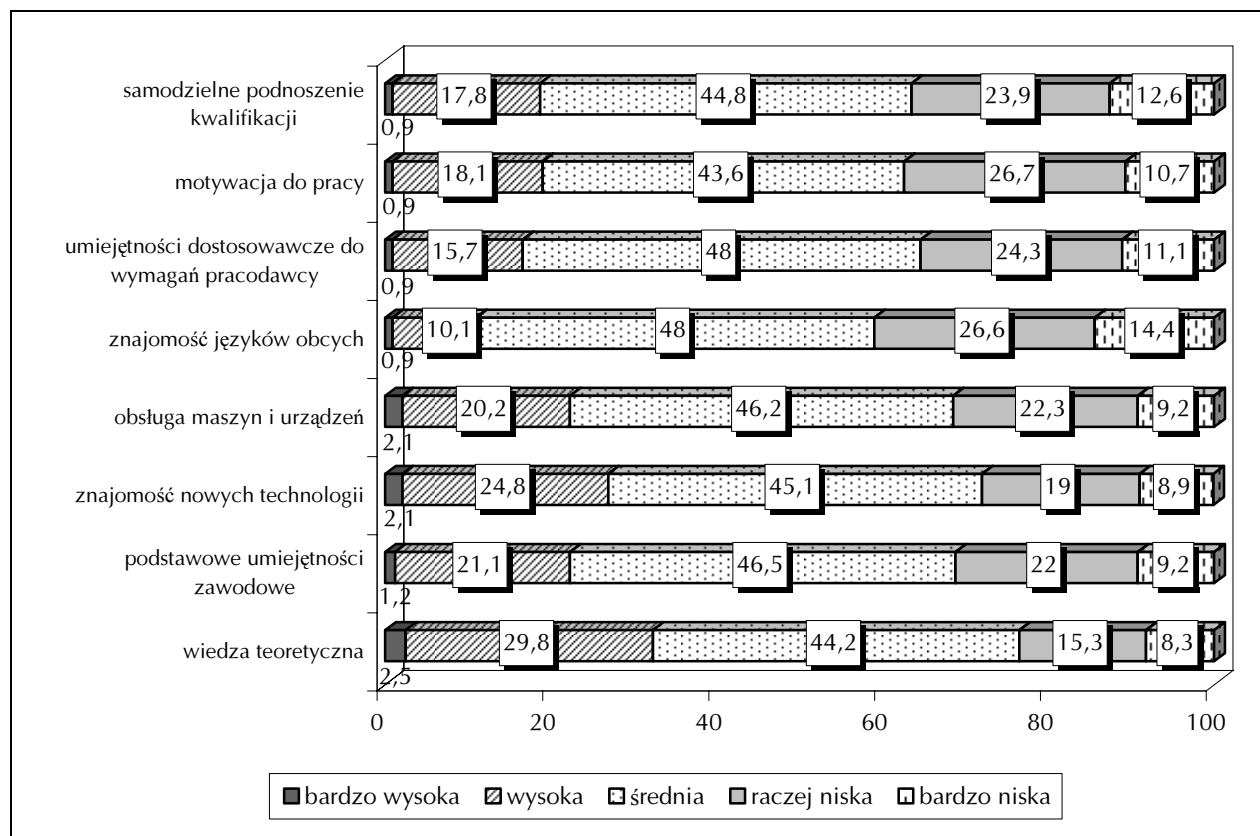 samodzielne podnoszenie
kwalifikacji
0,9 17,8 44,8 23,9 12,6
motywacja do pracy
0,9 18,1 43,6 26,7 10,7
umiejętności dostosowawcze do
wymagań pracodawcy
0,9 15,7 48 24,3 11,1
znajomość języków obcych
0,9 10,1 48 26,6 14,4
obsługa maszyn i urządzeń
2,1 20,2 46,2 22,3 9,2
znajomość nowych technologii
2,1 24,8 45,1 19 8,9
podstawowe umiejętności
zawodowe
1,2 21,1 46,5 22 9,2
wiedza teoretyczna
2,5 29,8 44,2 15,3 8,3
0 20 40 60 80 100
bardzo wysoka wysoka średnia raczej niska bardzo niska